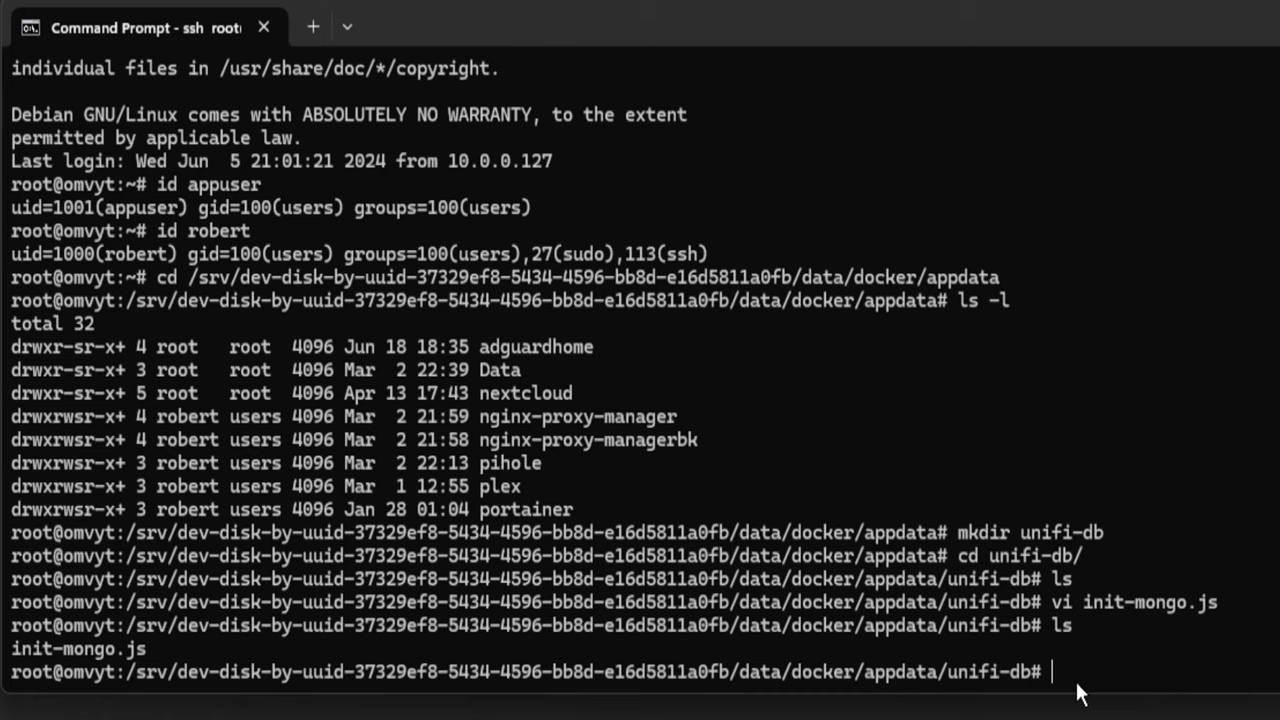 Command Prompt - ssh root
individual files in /usr/share/doc/*/copyright.
Debian GNU/Linux comes with ABSOLUTELY NO WARRANTY, to the extent
permitted by applicable law.
Last login: Wed Jun  5 21:01:21 2024 from 10.0.0.127
root@omvyt:~# id appuser
uid=1001(appuser) gid=100(users) groups=100(users)
root@omvyt:~# id robert
uid=1000(robert) gid=100(users) groups=100(users),27(sudo),113(ssh)
root@omvyt:~# cd /srv/dev-disk-by-uuid-37329ef8-5434-4596-bb8d-e16d5811a0fb/data/docker/appdata
root@omvyt:/srv/dev-disk-by-uuid-37329ef8-5434-4596-bb8d-e16d5811a0fb/data/docker/appdata# ls -l
total 32
drwxr-sr-x+ 4 root   root  4096 Jun 18 18:35 adguardhome
drwxr-sr-x+ 3 root   root  4096 Mar  2 22:39 Data
drwxr-sr-x+ 5 root   root  4096 Apr 13 17:43 nextcloud
drwxrwsr-x+ 4 robert users 4096 Mar  2 21:59 nginx-proxy-manager
drwxrwsr-x+ 4 robert users 4096 Mar  2 21:58 nginx-proxy-managerbk
drwxrwsr-x+ 3 robert users 4096 Mar  2 22:13 pihole
drwxrwsr-x+ 3 robert users 4096 Mar  1 12:55 plex
drwxrwsr-x+ 3 robert users 4096 Jan 28 01:04 portainer
root@omvyt:/srv/dev-disk-by-uuid-37329ef8-5434-4596-bb8d-e16d5811a0fb/data/docker/appdata# mkdir unifi-db
root@omvyt:/srv/dev-disk-by-uuid-37329ef8-5434-4596-bb8d-e16d5811a0fb/data/docker/appdata# cd unifi-db/
root@omvyt:/srv/dev-disk-by-uuid-37329ef8-5434-4596-bb8d-e16d5811a0fb/data/docker/appdata/unifi-db# ls
root@omvyt:/srv/dev-disk-by-uuid-37329ef8-5434-4596-bb8d-e16d5811a0fb/data/docker/appdata/unifi-db# vi init-mongo.js
root@omvyt:/srv/dev-disk-by-uuid-37329ef8-5434-4596-bb8d-e16d5811a0fb/data/docker/appdata/unifi-db# ls
init-mongo.js
root@omvyt:/srv/dev-disk-by-uuid-37329ef8-5434-4596-bb8d-e16d5811a0fb/data/docker/appdata/unifi-db#